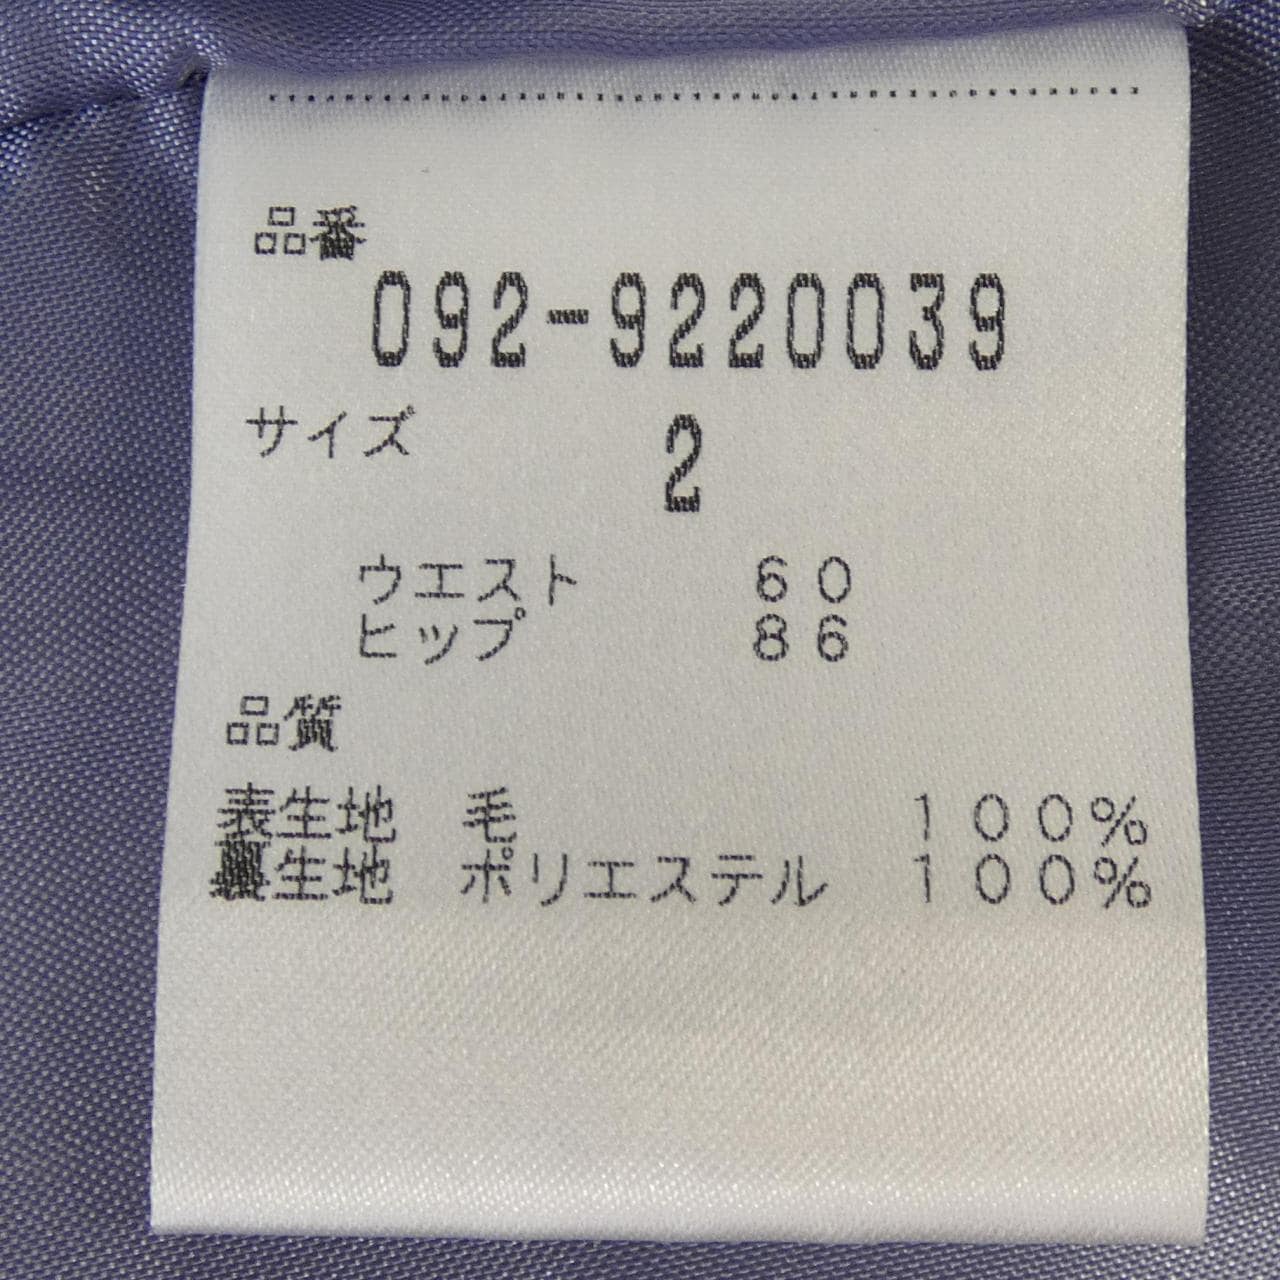 品番
092-9220039
サイズ 2
ウエスト 60
ヒップ 86
品質
表生地 毛 100%
裏生地 ポリエステル 100%